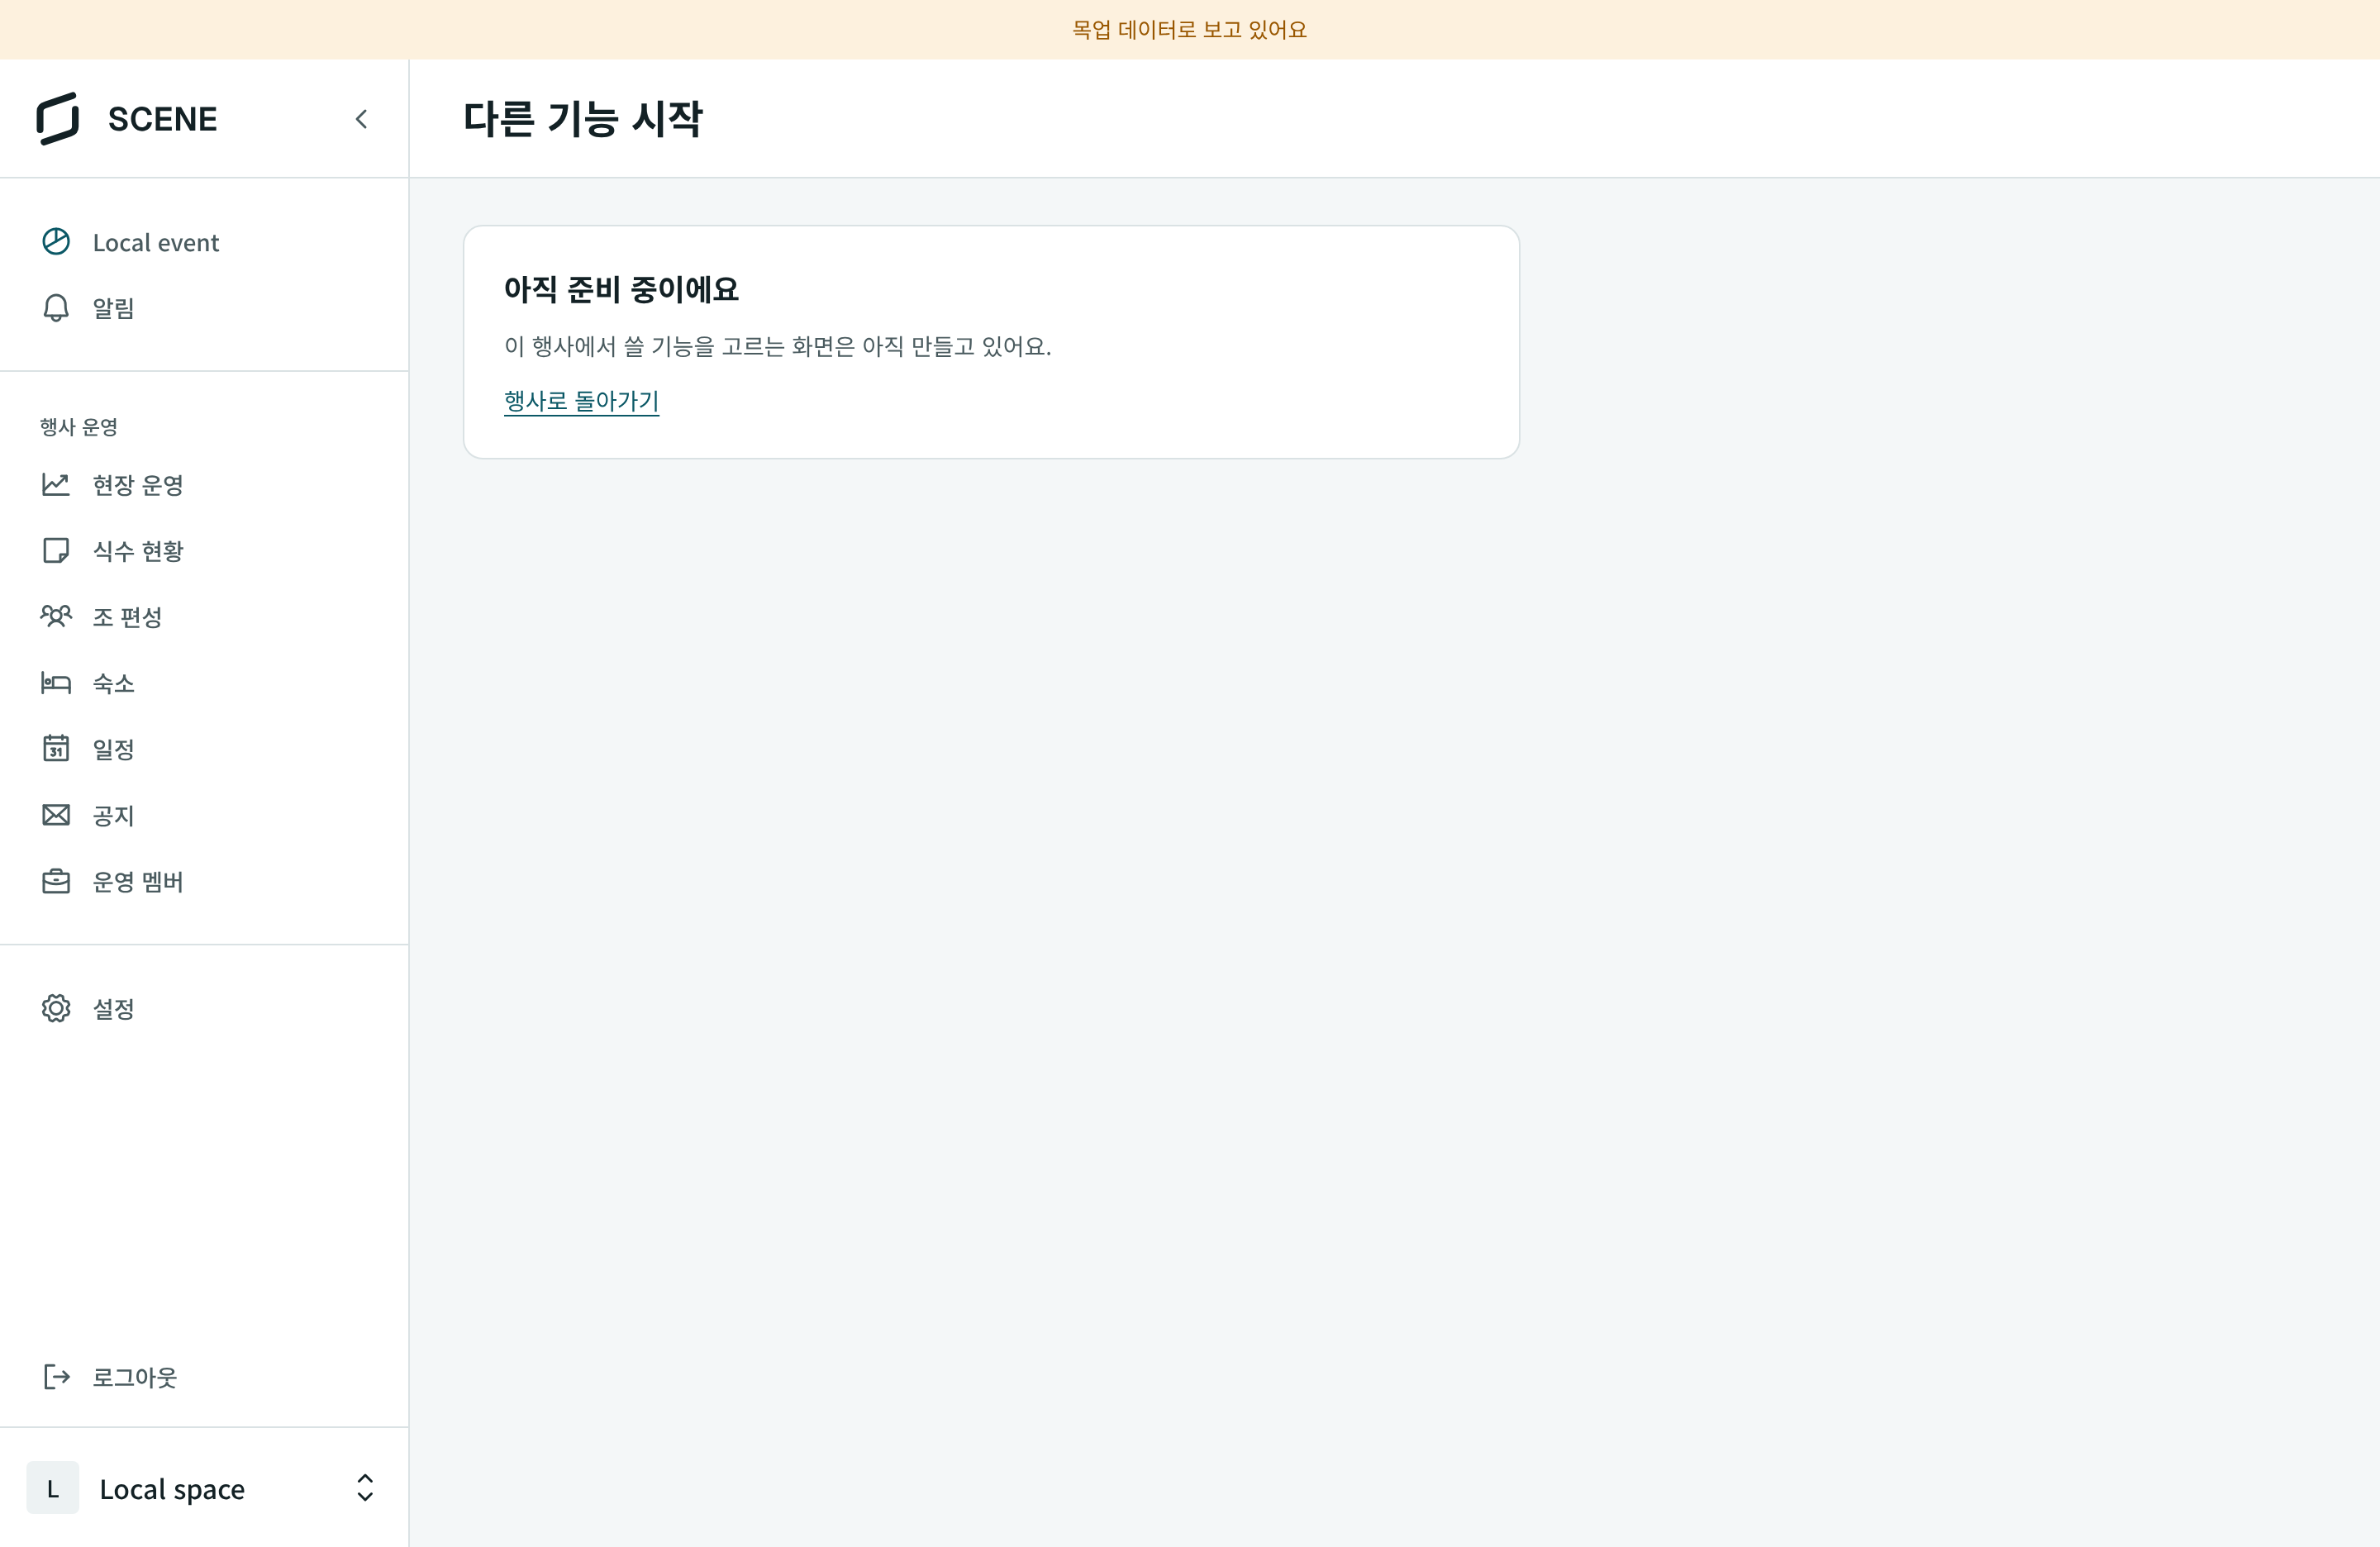 목업 데이터로 보고 있어요
SCENE
다른 기능 시작
Local event
알림
행사 운영
현장 운영
식수 현황
조 편성
숙소
31
일정
공지
운영 멤버
설정
로그아웃
L
Local space
아직 준비 중이에요
이 행사에서 쓸 기능을 고르는 화면은 아직 만들고 있어요.
행사로 돌아가기